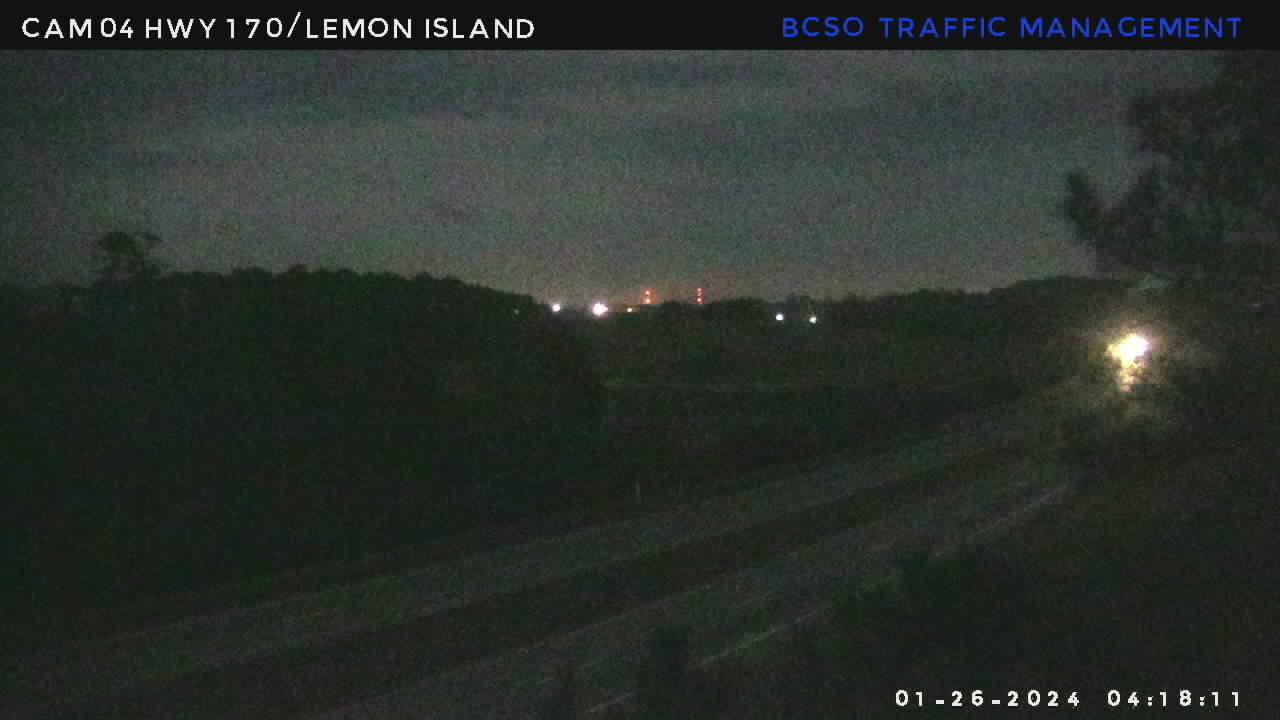 CAM04 HWY 170/LEMON ISLAND
BCSO TRAFFIC MANAGEMENT
01-26-2024 04:18:11